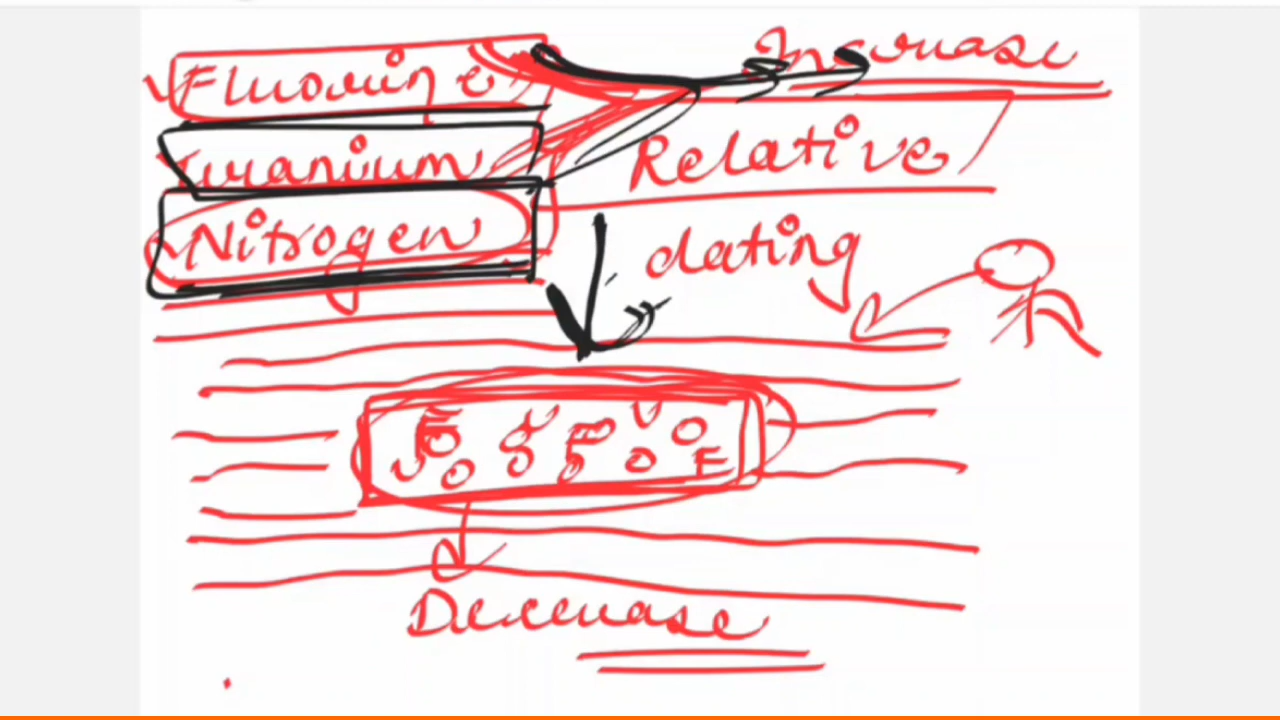 Fluorine
Increase
uranium
Relative
Nitrogen
dating
F U F O U O
U O O O O F
Decrease